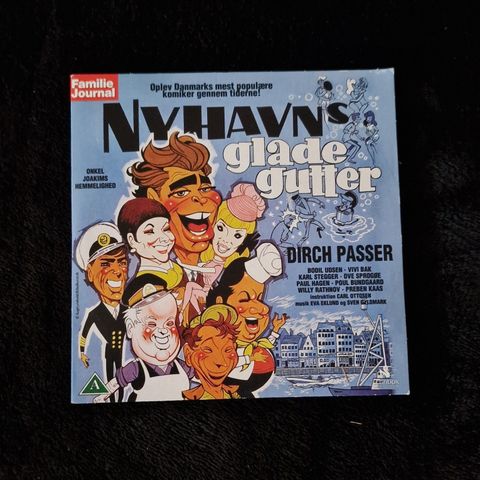 Familie
Journal
Oplev Danmarks mest populære
komiker gennem tiderne!
NYHAVNs
glade
gutter
ONKEL
JOAKIMS
HEMMELIGHED
DIRCH PASSER
BODIL UDSEN - VIVI BAK
KARL STEGGER - OVE SPROGØE
PAUL HAGEN - POUL BUNDGAARD
WILLY RATHNOV - PREBEN KAAS
instruktion CARL OTTOSEN
musik EVA EKLUND og SVEN GYLDMARK
A